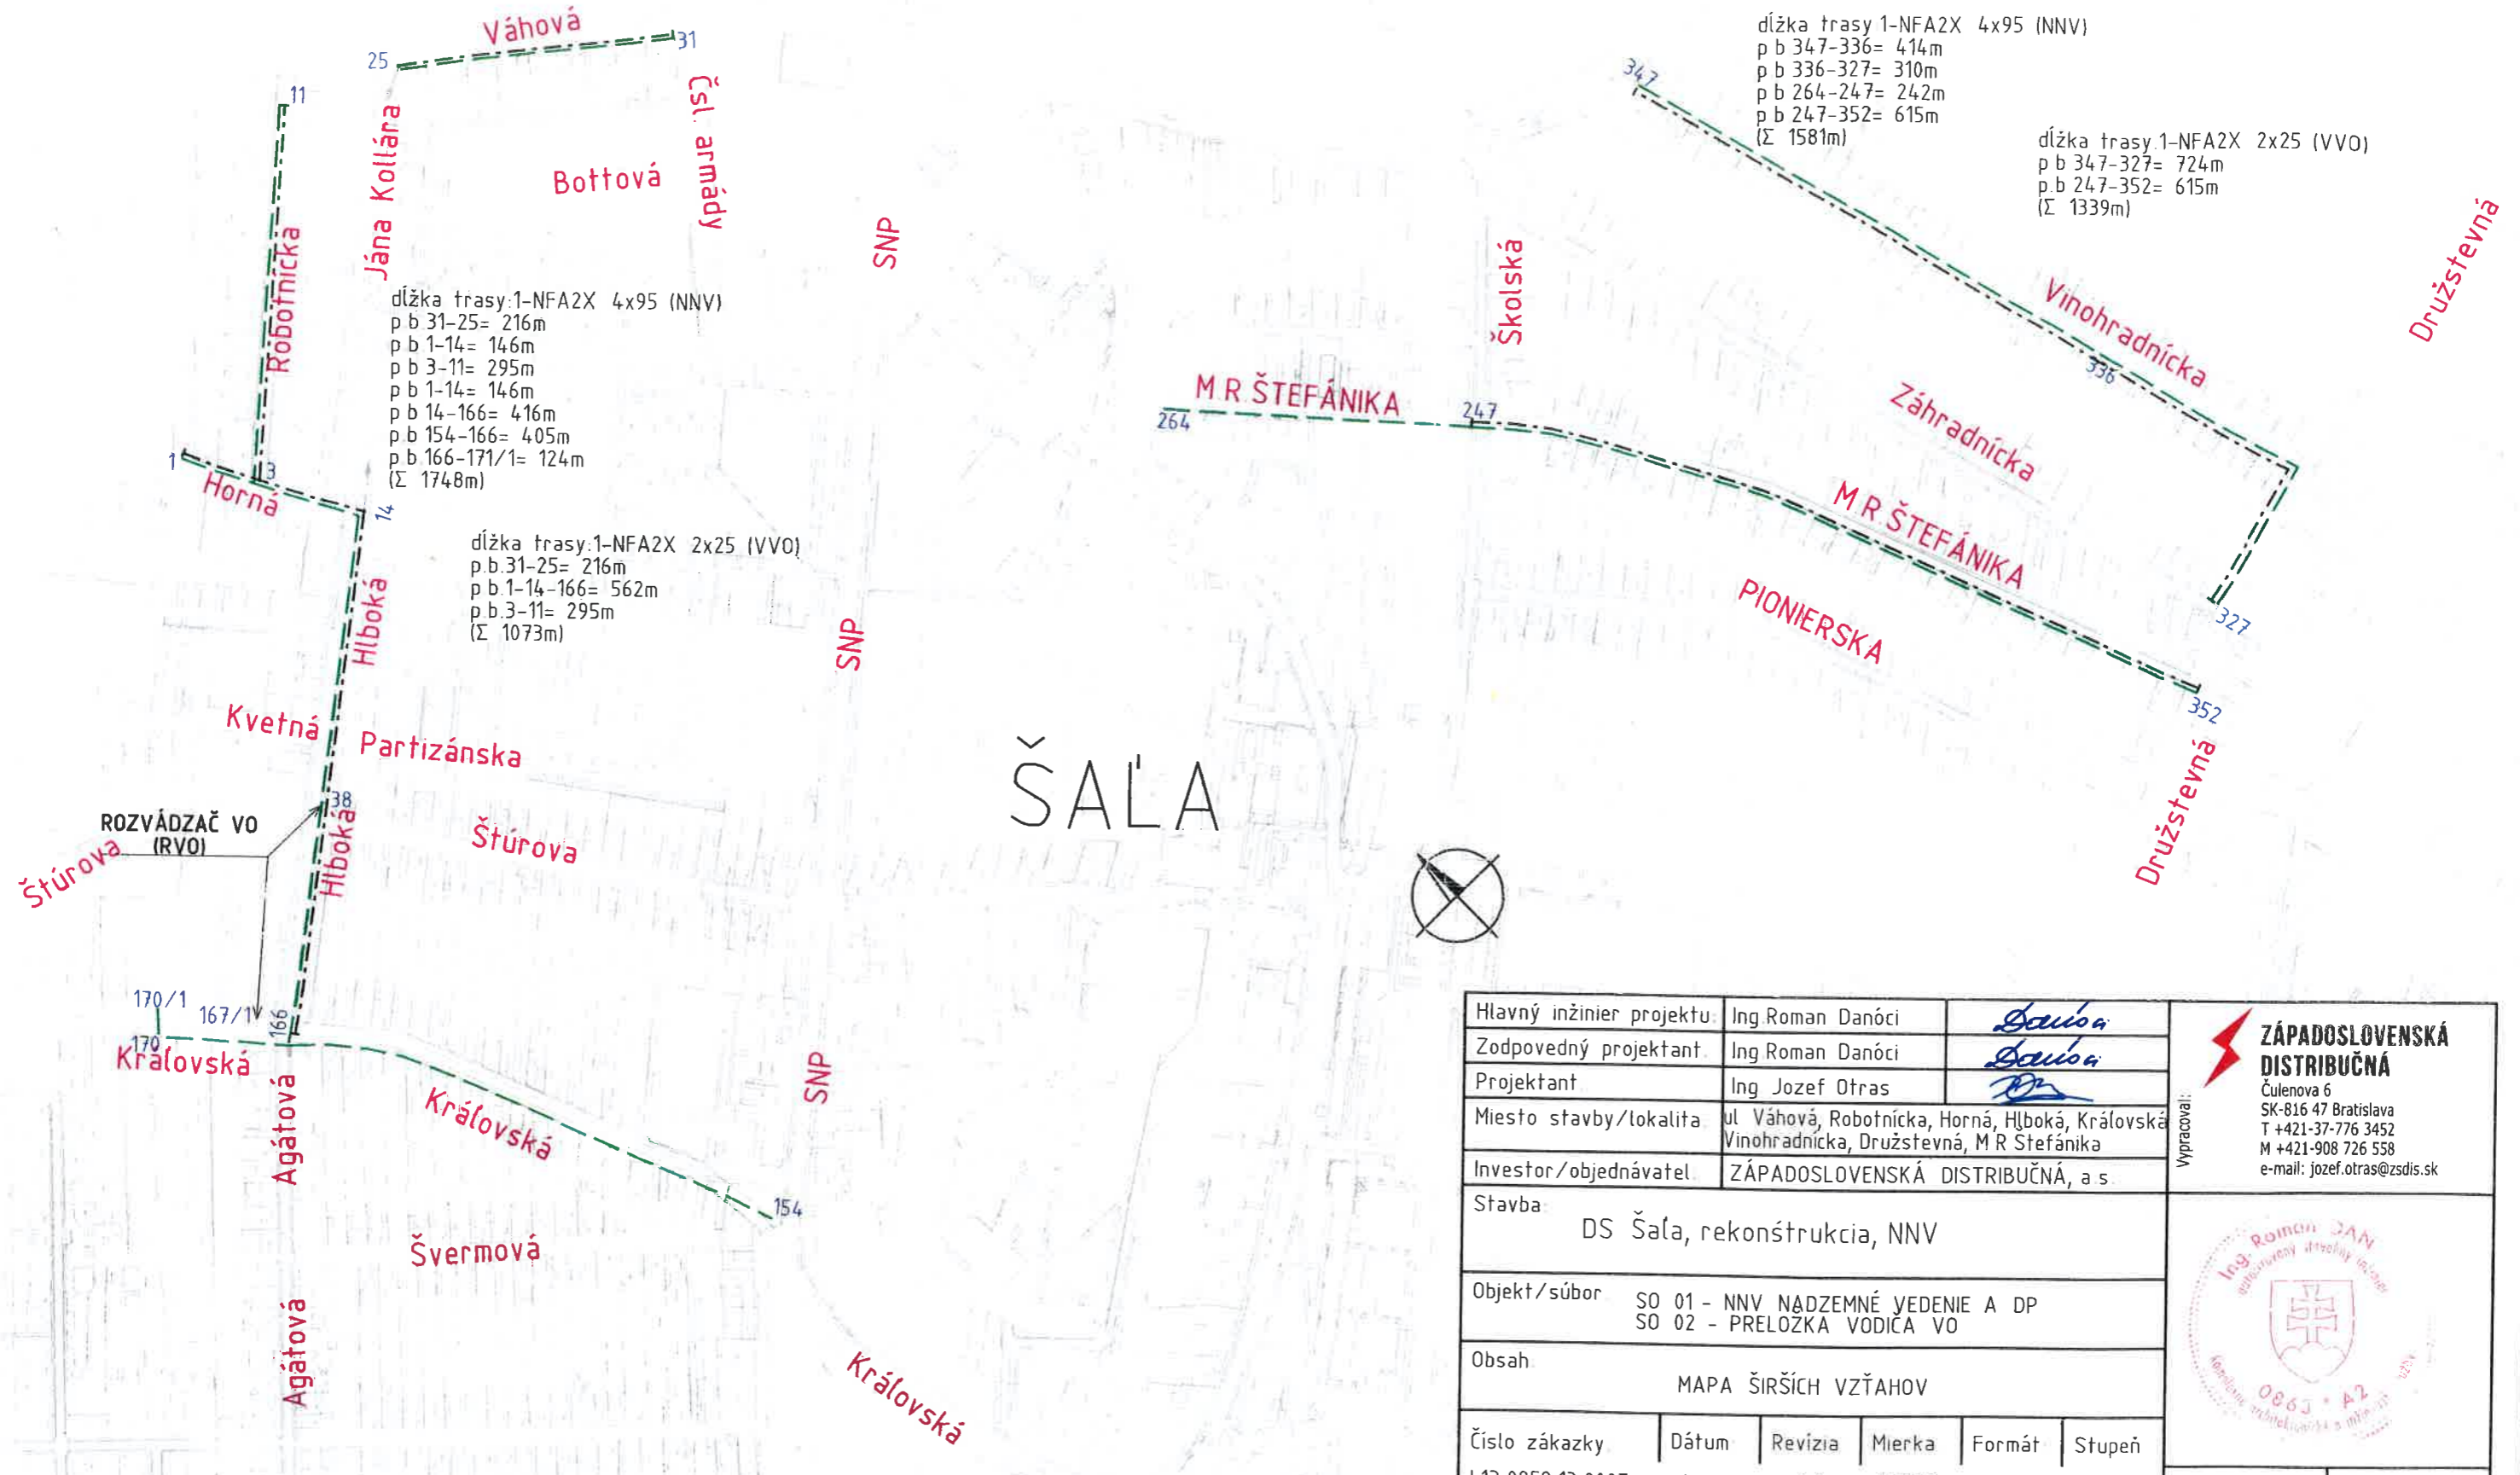 Váhová
25
31
11
Jána Kollára
Čsl. armády
Bottová
Robotnícka
SNP
dĺžka trasy:1-NFA2X 4x95 (NNV)
p b 31-25= 216m
p b 1-14= 146m
p b 3-11= 295m
p b 1-14= 146m
p b 14-166= 416m
p b 154-166= 405m
p b 166-171/1= 124m
(Σ 1748m)
1
3
Horná
14
dĺžka trasy:1-NFA2X 2x25 (VVO)
p.b.31-25= 216m
p b.1-14-166= 562m
p.b.3-11= 295m
(Σ 1073m)
Hlboká
SNP
Kvetná
Partizánska
38
ROZVÁDZAČ VO
(RVO)
Štúrova
Hlboká
Štúrova
170/1
167/1
166
170
Kráľovská
Agátová
Kráľovská
SNP
154
Švermová
Agátová
Kráľovská
dĺžka trasy 1-NFA2X 4x95 (NNV)
p b 347-336= 414m
p b 336-327= 310m
p b 264-247= 242m
p b 247-352= 615m
(Σ 1581m)
347
dĺžka trasy.1-NFA2X 2x25 (VVO)
p b 347-327= 724m
p.b 247-352= 615m
(Σ 1339m)
Družstevná
Školská
Vinohradnícka
336
M R ŠTEFÁNIKA
264
247
Záhradnícka
M R ŠTEFÁNIKA
PIONIERSKA
327
352
Družstevná
ŠAĽA
Hlavný inžinier projektu: Ing.Roman Danóci
Zodpovedný projektant. Ing.Roman Danóci
Projektant Ing Jozef Otras
Miesto stavby/lokalita ul Váhová, Robotnícka, Horná, Hlboká, Kráľovská
Vinohradnícka, Družstevná, M R Štefánika
Investor/objednávateľ. ZÁPADOSLOVENSKÁ DISTRIBUČNÁ, a.s.
Vypracoval:
ZÁPADOSLOVENSKÁ
DISTRIBUČNÁ
Čulenova 6
SK-816 47 Bratislava
T +421-37-776 3452
M +421-908 726 558
e-mail: jozef.otras@zsdis.sk
Stavba
DS Šaľa, rekonštrukcia, NNV
Objekt/súbor
SO 01 - NNV NADZEMNÉ VEDENIE A DP
SO 02 - PRELOŽKA VODIČA VO
Obsah
MAPA ŠIRŠÍCH VZŤAHOV
Číslo zákazky Dátum Revízia Mierka Formát Stupeň
Ing. Roman DAN
0863 * A2